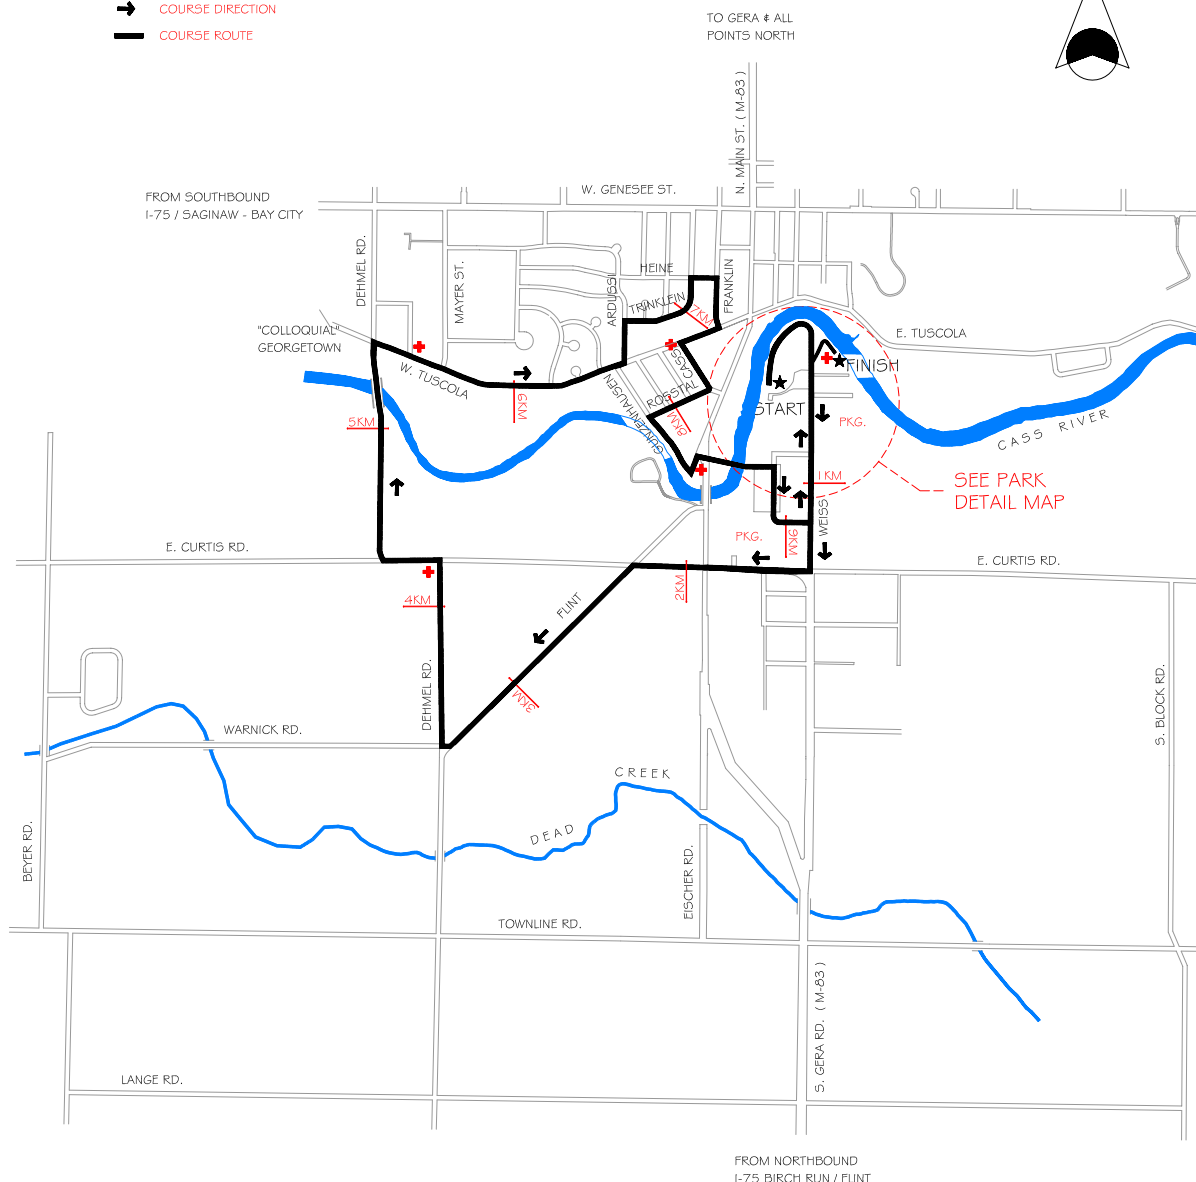 COURSE DIRECTION
COURSE ROUTE
TO GERA & ALL
POINTS NORTH
N. MAIN ST. ( M-83 )
FROM SOUTHBOUND
I-75 / SAGINAW - BAY CITY
W. GENESEE ST.
DEHMEL RD.
MAYER ST.
ARDUSSI
HEINE
FRANKLIN
TRINKLEIN
7KM
"COLLOQUIAL"
GEORGETOWN
W. TUSCOLA
6KM
E. TUSCOLA
CASS
ROSSTAL
GUNZENHAUSEN
8KM
FINISH
START
PKG.
CASS RIVER
5KM
SEE PARK
DETAIL MAP
1KM
WEISS
PKG.
9KM
E. CURTIS RD.
E. CURTIS RD.
2KM
4KM
FLINT
3KM
DEHMEL RD.
WARNICK RD.
S. BLOCK RD.
CREEK
DEAD
BEYER RD.
EISCHER RD.
TOWNLINE RD.
S. GERA RD. ( M-83 )
LANGE RD.
FROM NORTHBOUND
I-75 BIRCH RUN / FLINT